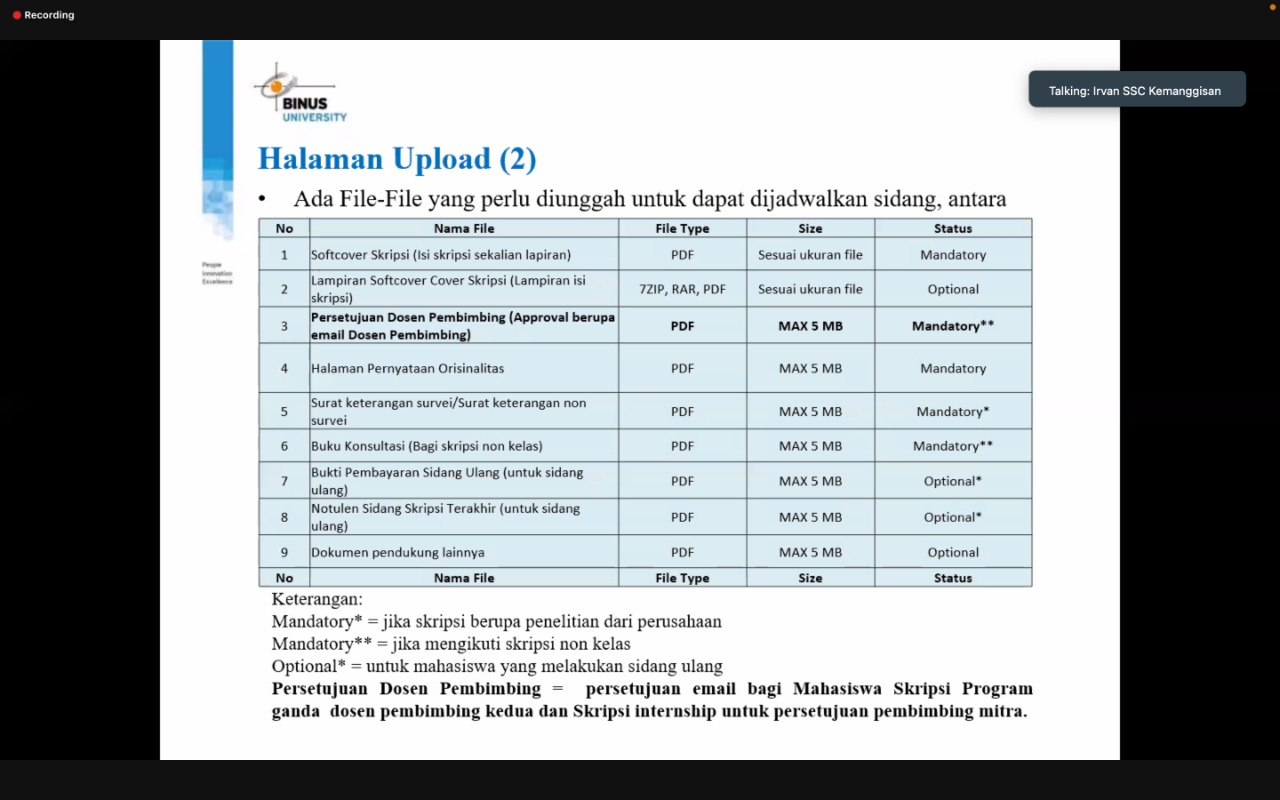 Recording
Talking: Irvan SSC Kemanggisan
BINUS
UNIVERSITY
People
Innovation
Excellence
Halaman Upload (2)
• Ada File-File yang perlu diunggah untuk dapat dijadwalkan sidang, antara
No Nama File File Type Size Status
1 Softcover Skripsi (Isi skripsi sekalian lapiran) PDF Sesuai ukuran file Mandatory
2 Lampiran Softcover Cover Skripsi (Lampiran isi
skripsi) 7ZIP, RAR, PDF Sesuai ukuran file Optional
3 Persetujuan Dosen Pembimbing (Approval berupa
email Dosen Pembimbing) PDF MAX 5 MB Mandatory**
4 Halaman Pernyataan Orisinalitas PDF MAX 5 MB Mandatory
5 Surat keterangan survei/Surat keterangan non
survei PDF MAX 5 MB Mandatory*
6 Buku Konsultasi (Bagi skripsi non kelas) PDF MAX 5 MB Mandatory**
7 Bukti Pembayaran Sidang Ulang (untuk sidang
ulang) PDF MAX 5 MB Optional*
8 Notulen Sidang Skripsi Terakhir (untuk sidang
ulang) PDF MAX 5 MB Optional*
9 Dokumen pendukung lainnya PDF MAX 5 MB Optional
No Nama File File Type Size Status
Keterangan:
Mandatory* = jika skripsi berupa penelitian dari perusahaan
Mandatory** = jika mengikuti skripsi non kelas
Optional* = untuk mahasiswa yang melakukan sidang ulang
Persetujuan Dosen Pembimbing = persetujuan email bagi Mahasiswa Skripsi Program
ganda dosen pembimbing kedua dan Skripsi internship untuk persetujuan pembimbing mitra.